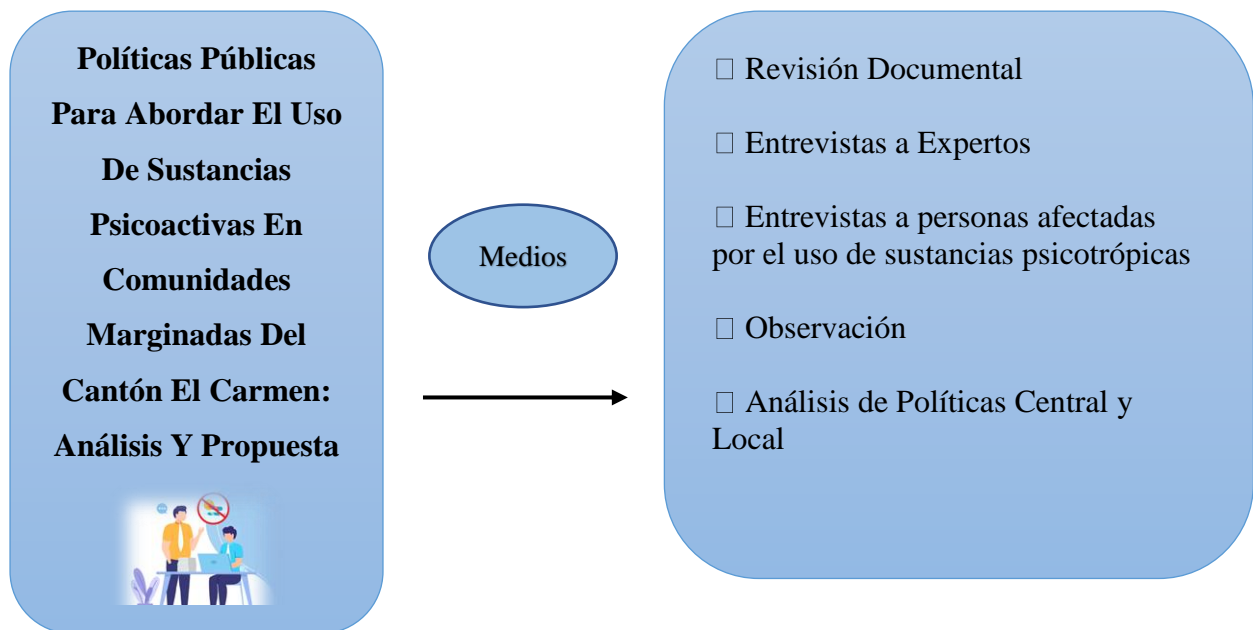 Políticas Públicas
Para Abordar El Uso
De Sustancias
Psicoactivas En
Comunidades
Marginadas Del
Cantón El Carmen:
Análisis Y Propuesta
Medios
□ Revisión Documental
□ Entrevistas a Expertos
□ Entrevistas a personas afectadas
por el uso de sustancias psicotrópicas
□ Observación
□ Análisis de Políticas Central y
Local